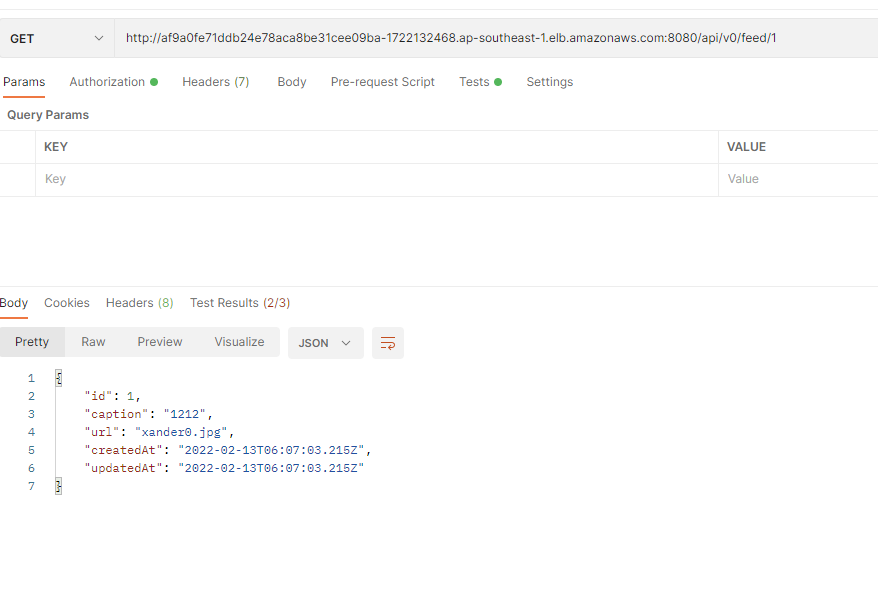 GET http://af9a0fe71ddb24e78aca8be31cee09ba-1722132468.ap-southeast-1.elb.amazonaws.com:8080/api/v0/feed/1
Params Authorization Headers (7) Body Pre-request Script Tests Settings
Query Params
KEY VALUE
Key Value
Body Cookies Headers (8) Test Results (2/3)
Pretty Raw Preview Visualize JSON
1 {
2 "id": 1,
3 "caption": "1212",
4 "url": "xander0.jpg",
5 "createdAt": "2022-02-13T06:07:03.215Z",
6 "updatedAt": "2022-02-13T06:07:03.215Z"
7 }